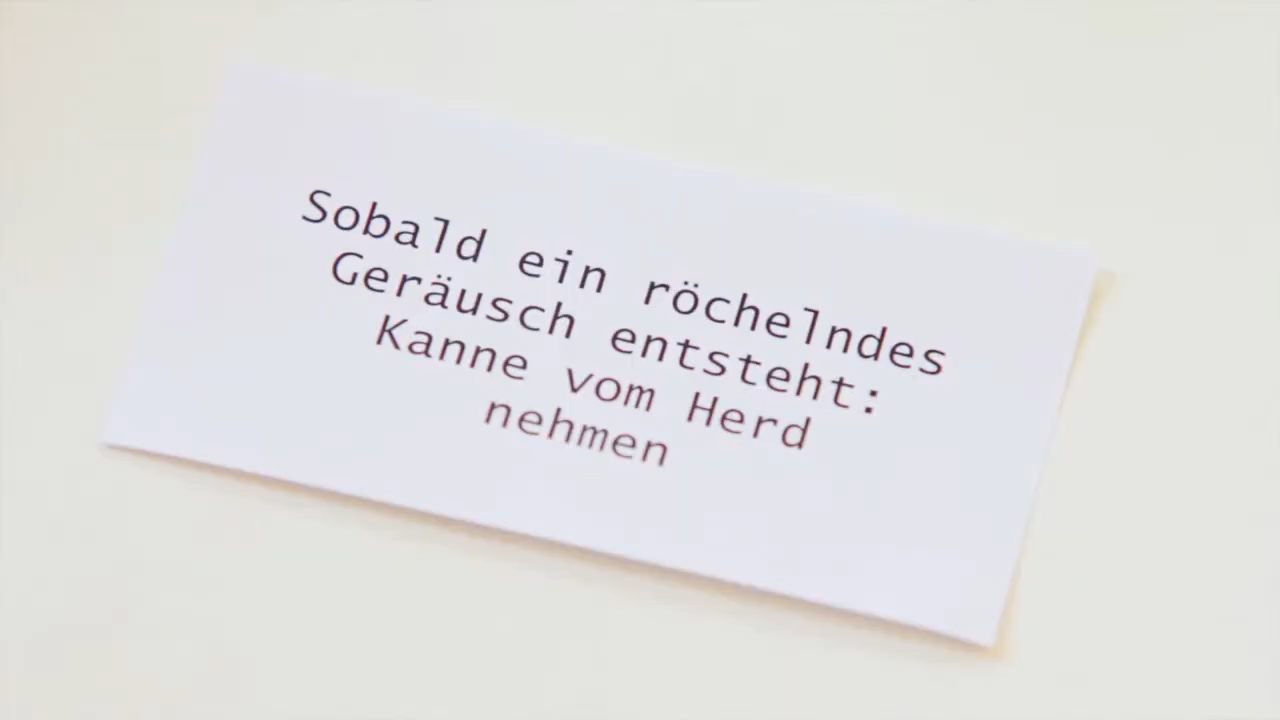 Sobald ein röchelndes
Geräusch entsteht:
Kanne vom Herd
nehmen